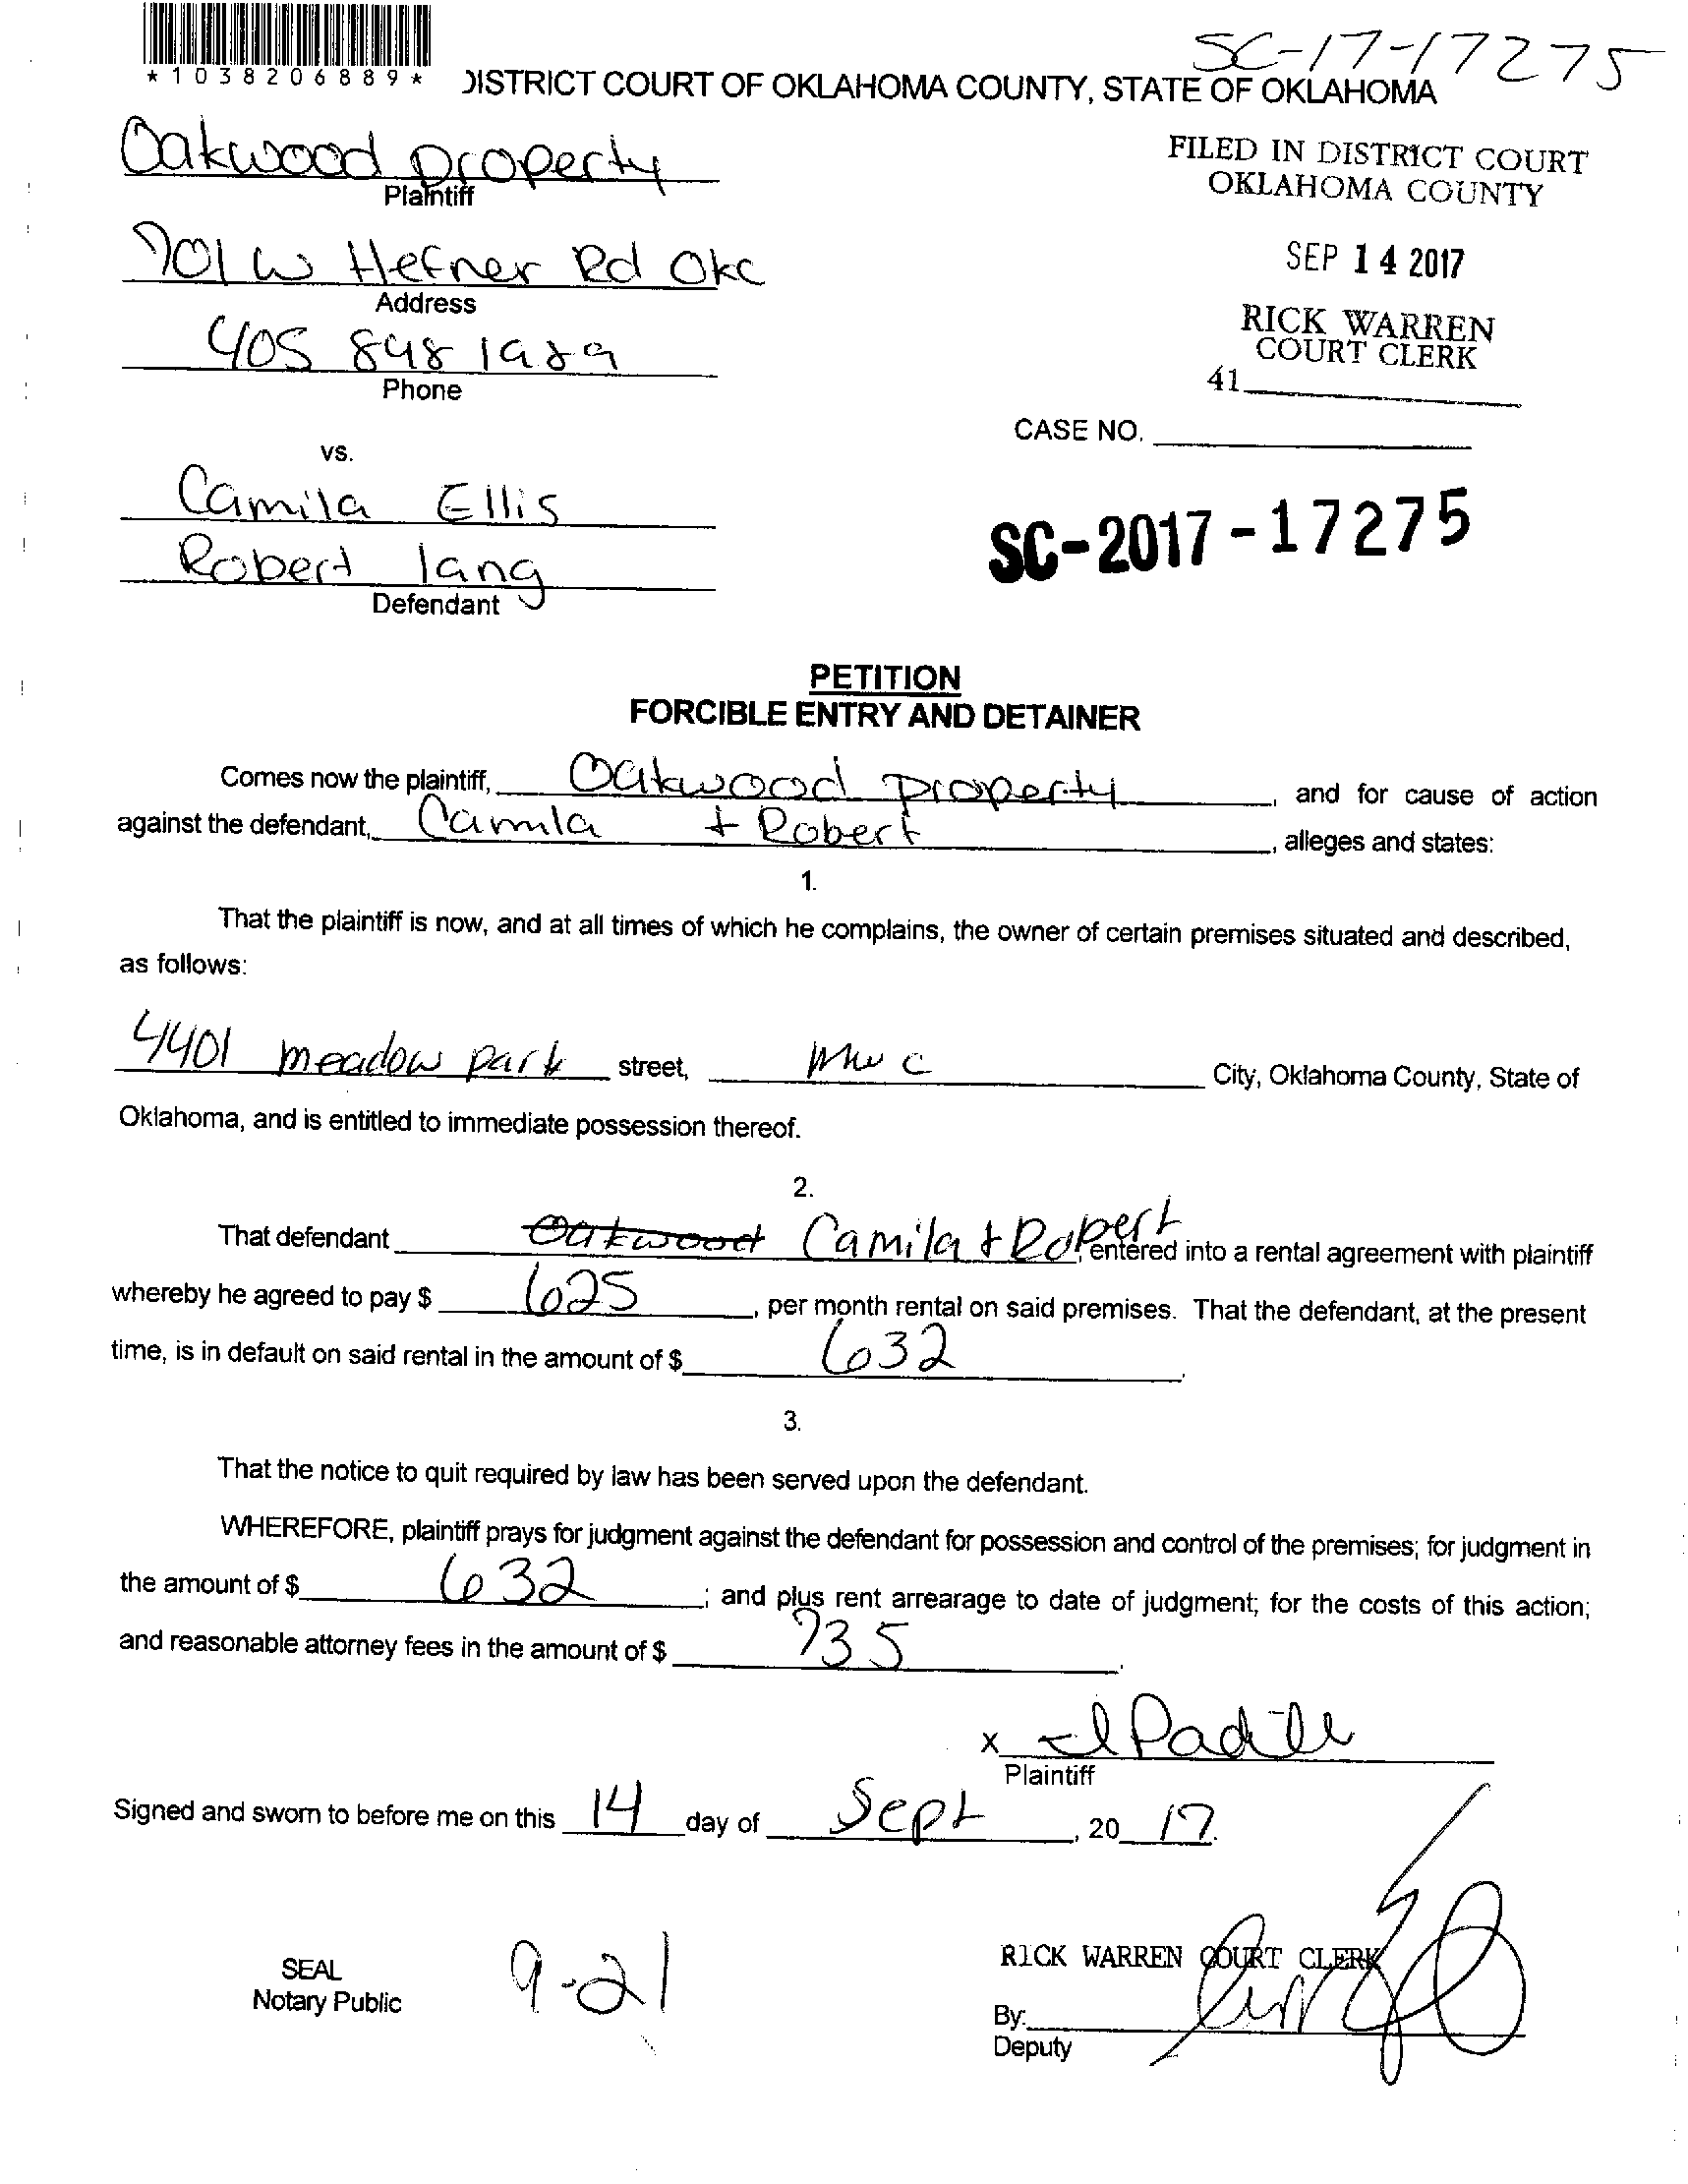 SC-17-17275
*1038206889*
DISTRICT COURT OF OKLAHOMA COUNTY, STATE OF OKLAHOMA
Oakwood property
Plaintiff
FILED IN DISTRICT COURT
OKLAHOMA COUNTY
701 W Hefner Rd Okc
Address
SEP 14 2017
405 848 1989
Phone
RICK WARREN
COURT CLERK
41
CASE NO.
vs.
Camila Ellis
Robert lang
Defendant
SC-2017-17275
PETITION
FORCIBLE ENTRY AND DETAINER
Comes now the plaintiff, Oakwood property, and for cause of action
against the defendant, Camila + Robert, alleges and states:
1.
That the plaintiff is now, and at all times of which he complains, the owner of certain premises situated and described,
as follows:
4401 meadow park street, mwc City, Oklahoma County, State of
Oklahoma, and is entitled to immediate possession thereof.
2.
That defendant Oakwood Camila + Robert, entered into a rental agreement with plaintiff
whereby he agreed to pay $ 625, per month rental on said premises. That the defendant, at the present
time, is in default on said rental in the amount of $ 632.
3.
That the notice to quit required by law has been served upon the defendant.
WHEREFORE, plaintiff prays for judgment against the defendant for possession and control of the premises; for judgment in
the amount of $ 632; and plus rent arrearage to date of judgment; for the costs of this action;
and reasonable attorney fees in the amount of $ 735.
x Padill
Plaintiff
Signed and sworn to before me on this 14 day of Sept, 20 17.
SEAL
Notary Public
9-21
RICK WARREN COURT CLERK
By:
Deputy